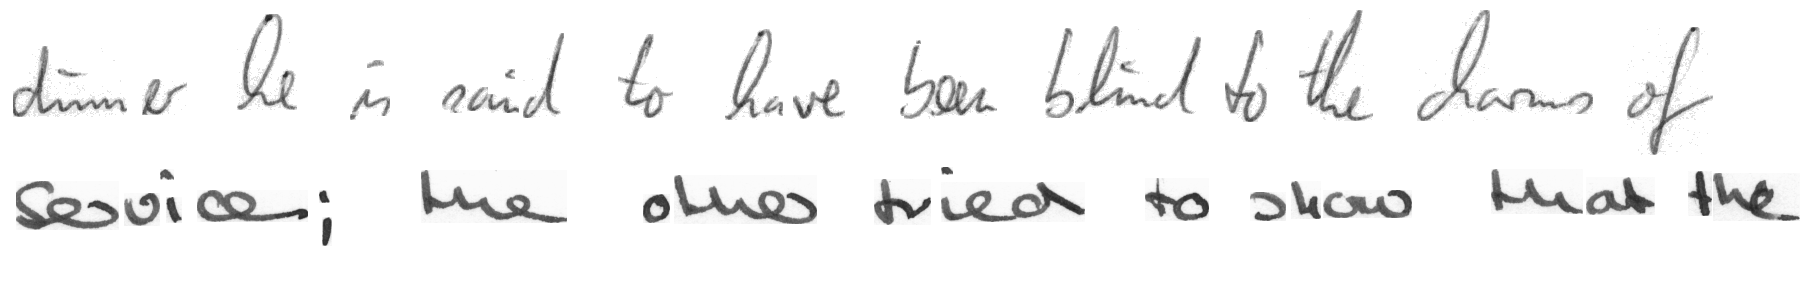 dinner he is said to have been blind to the charms of
service; the other tried to show that the